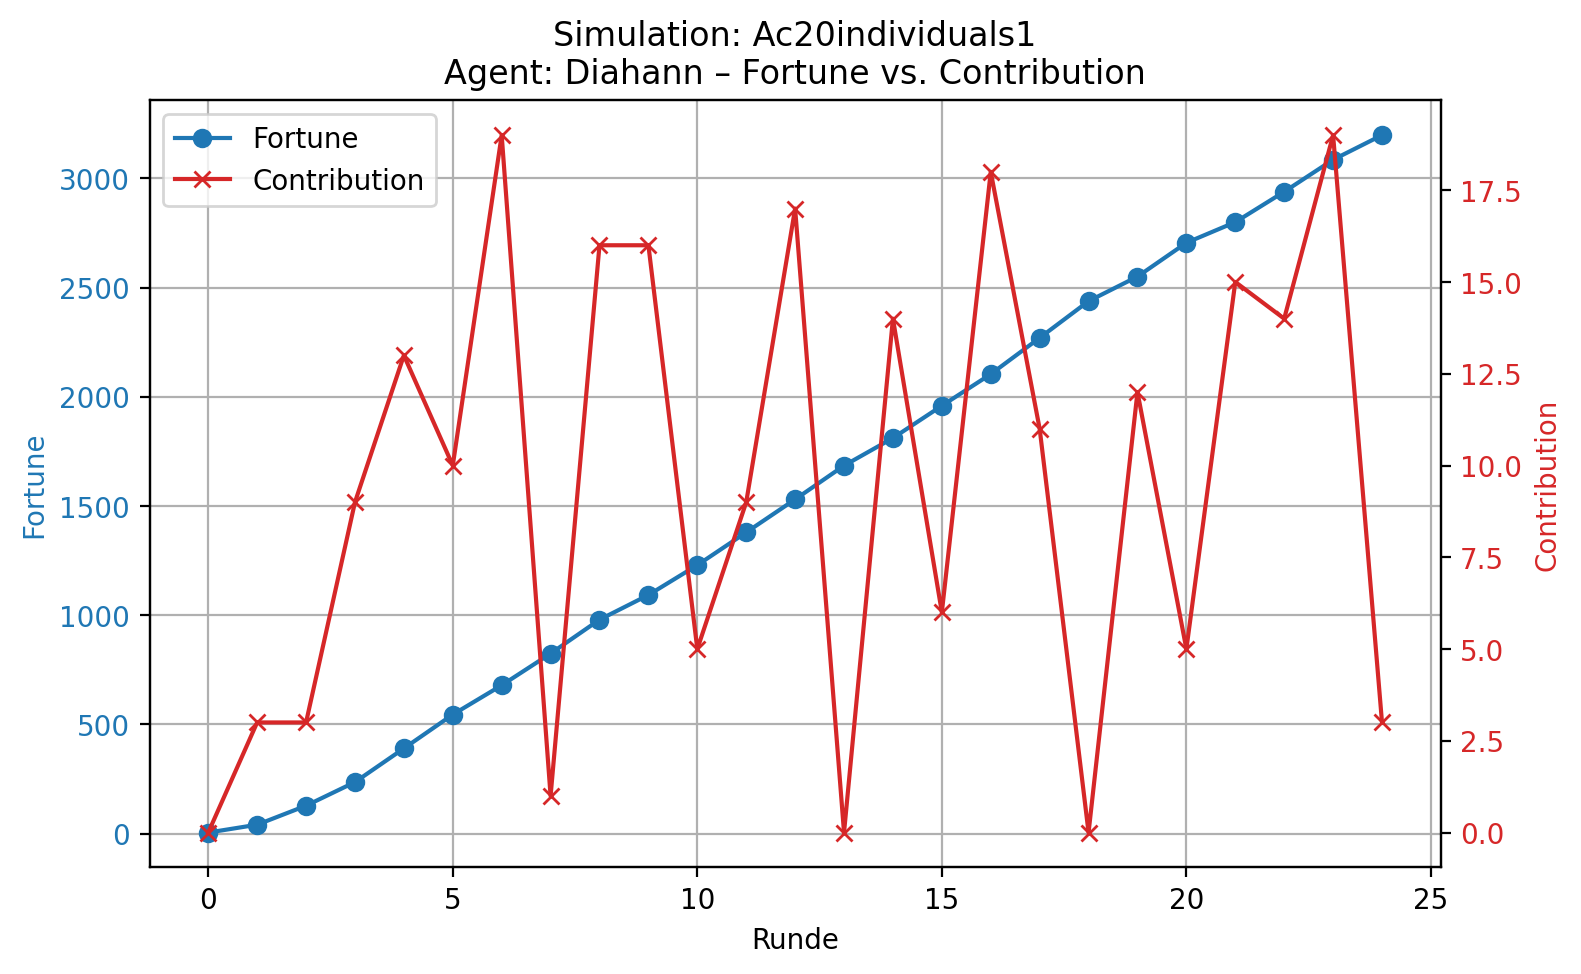 Simulation: Ac20individuals1
Agent: Diahann – Fortune vs. Contribution
Fortune
Contribution
3000
2500
2000
1500
1000
500
0
Fortune
17.5
15.0
12.5
10.0
7.5
5.0
2.5
0.0
Contribution
0 5 10 15 20 25
Runde